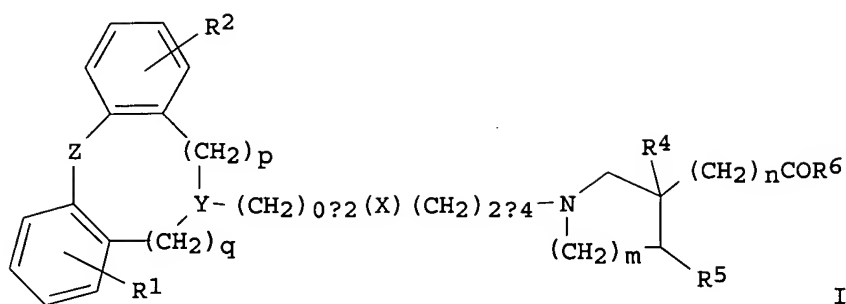 R2
R4
Z (CH2)p (CH2)nCOR6
Y-(CH2)0?2(X)(CH2)2?4-N
(CH2)q (CH2)m
R5
R1
I